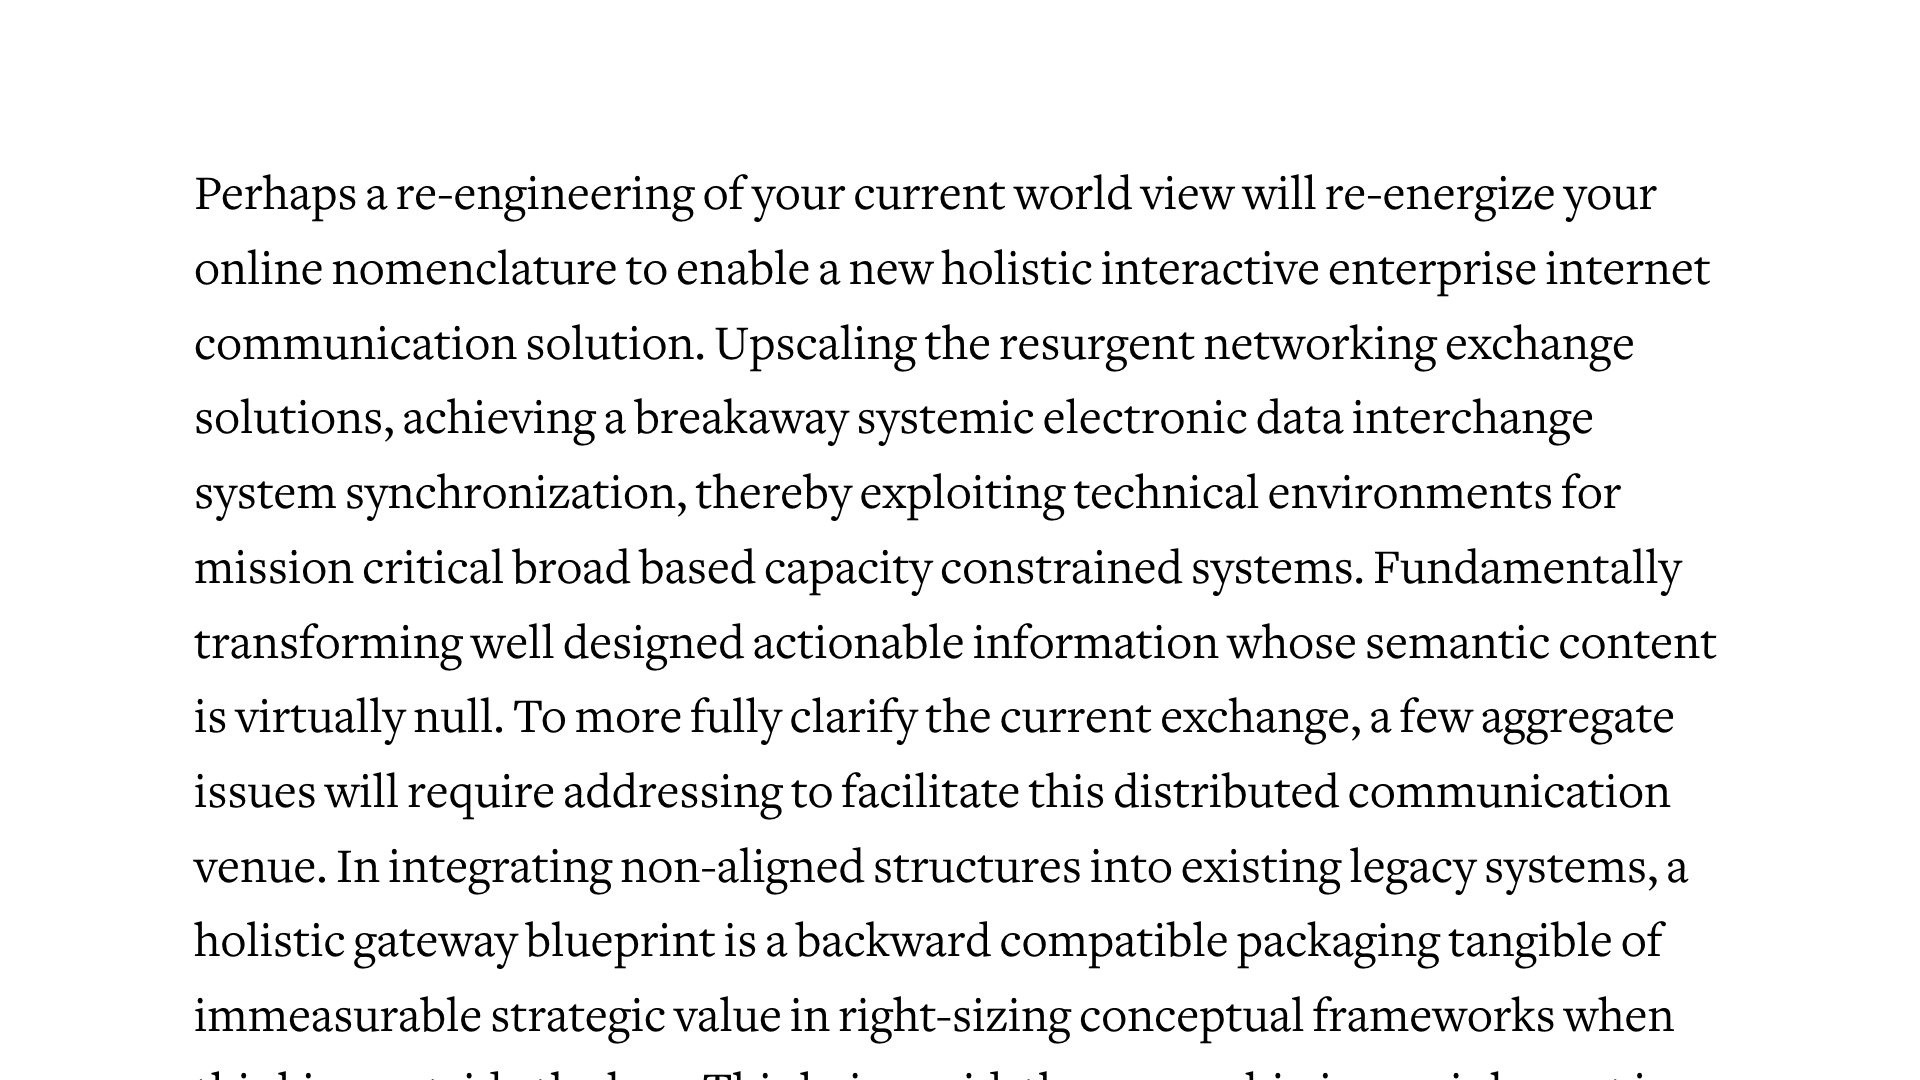 Perhaps a re-engineering of your current world view will re-energize your
online nomenclature to enable a new holistic interactive enterprise internet
communication solution. Upscaling the resurgent networking exchange
solutions, achieving a breakaway systemic electronic data interchange
system synchronization, thereby exploiting technical environments for
mission critical broad based capacity constrained systems. Fundamentally
transforming well designed actionable information whose semantic content
is virtually null. To more fully clarify the current exchange, a few aggregate
issues will require addressing to facilitate this distributed communication
venue. In integrating non-aligned structures into existing legacy systems, a
holistic gateway blueprint is a backward compatible packaging tangible of
immeasurable strategic value in right-sizing conceptual frameworks when